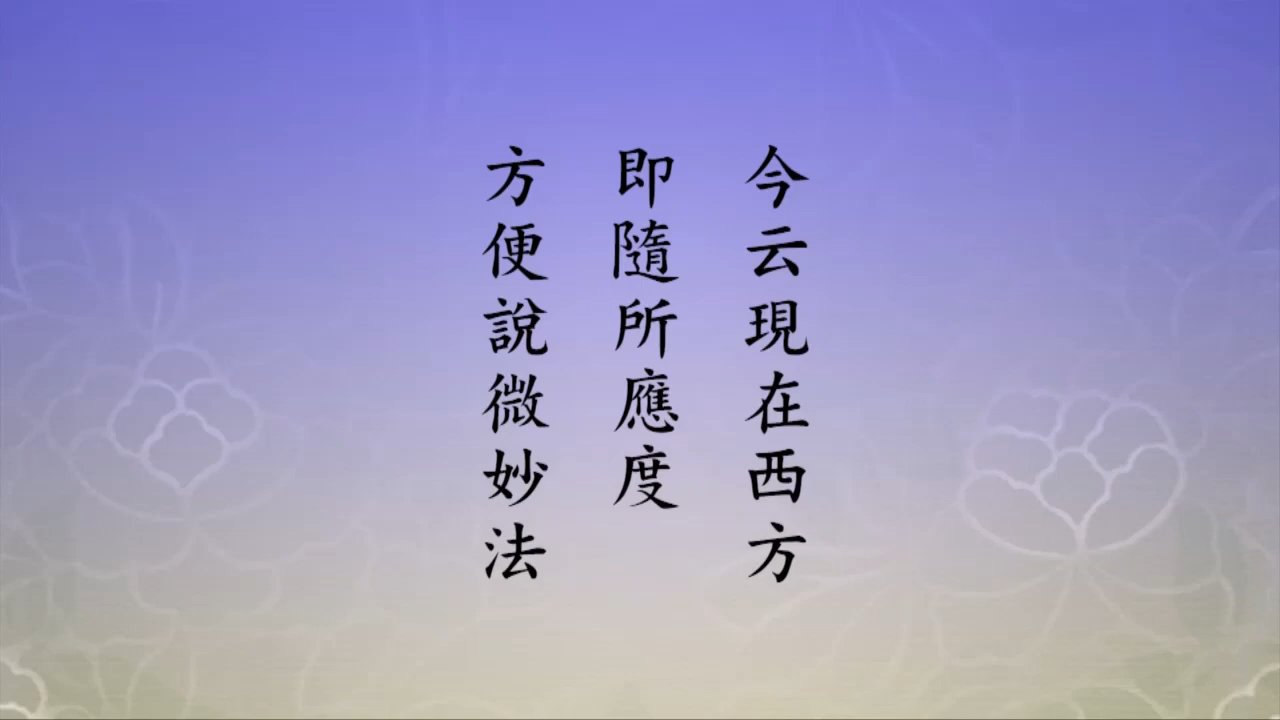 今云現在西方
即隨所應度
方便說微妙法